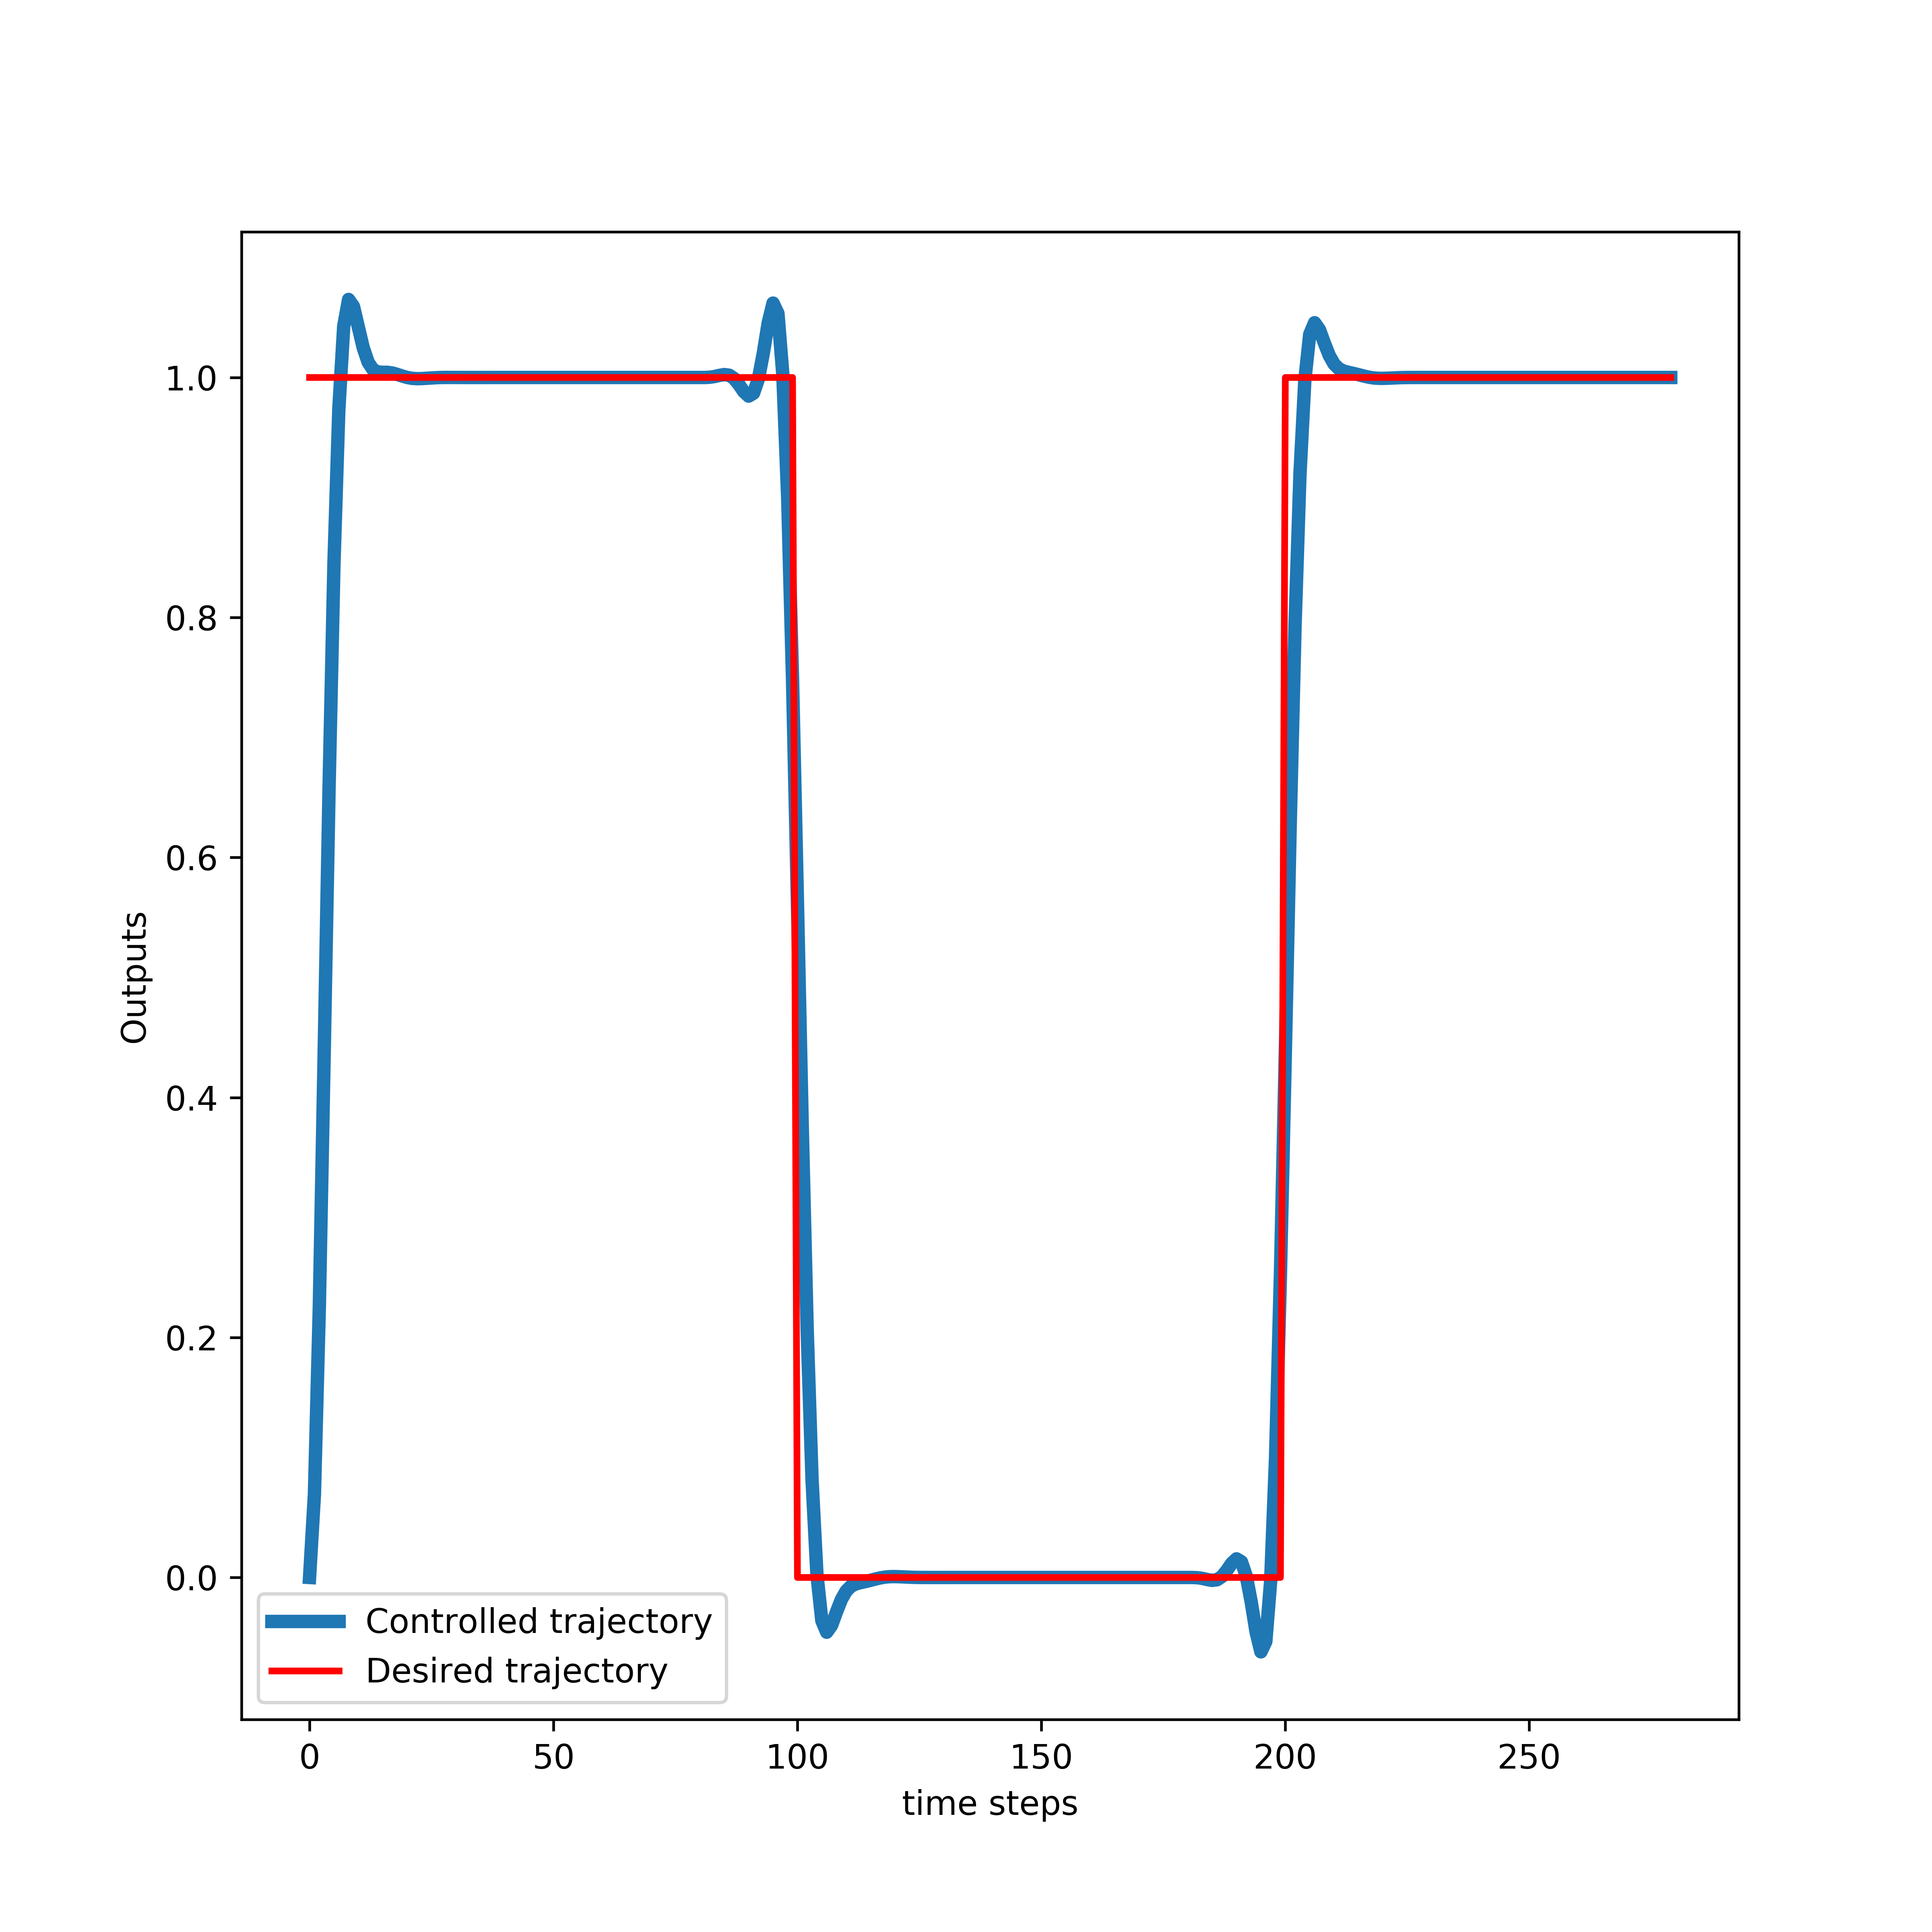 1.0
0.8
0.6
0.4
0.2
0.0
Outputs
Controlled trajectory
Desired trajectory
0 50 100 150 200 250
time steps